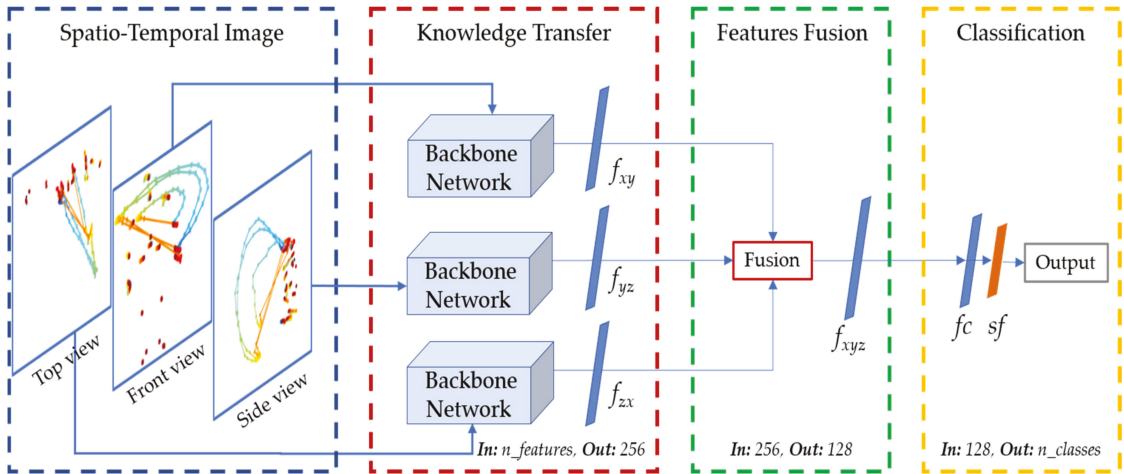 Spatio-Temporal Image
Knowledge Transfer
Features Fusion
Classification
Top view
Front view
Side view
Backbone
Network
f_xy
Backbone
Network
f_yz
Backbone
Network
f_zx
In: n_features, Out: 256
Fusion
f_xyz
In: 256, Out: 128
fc
sf
Output
In: 128, Out: n_classes